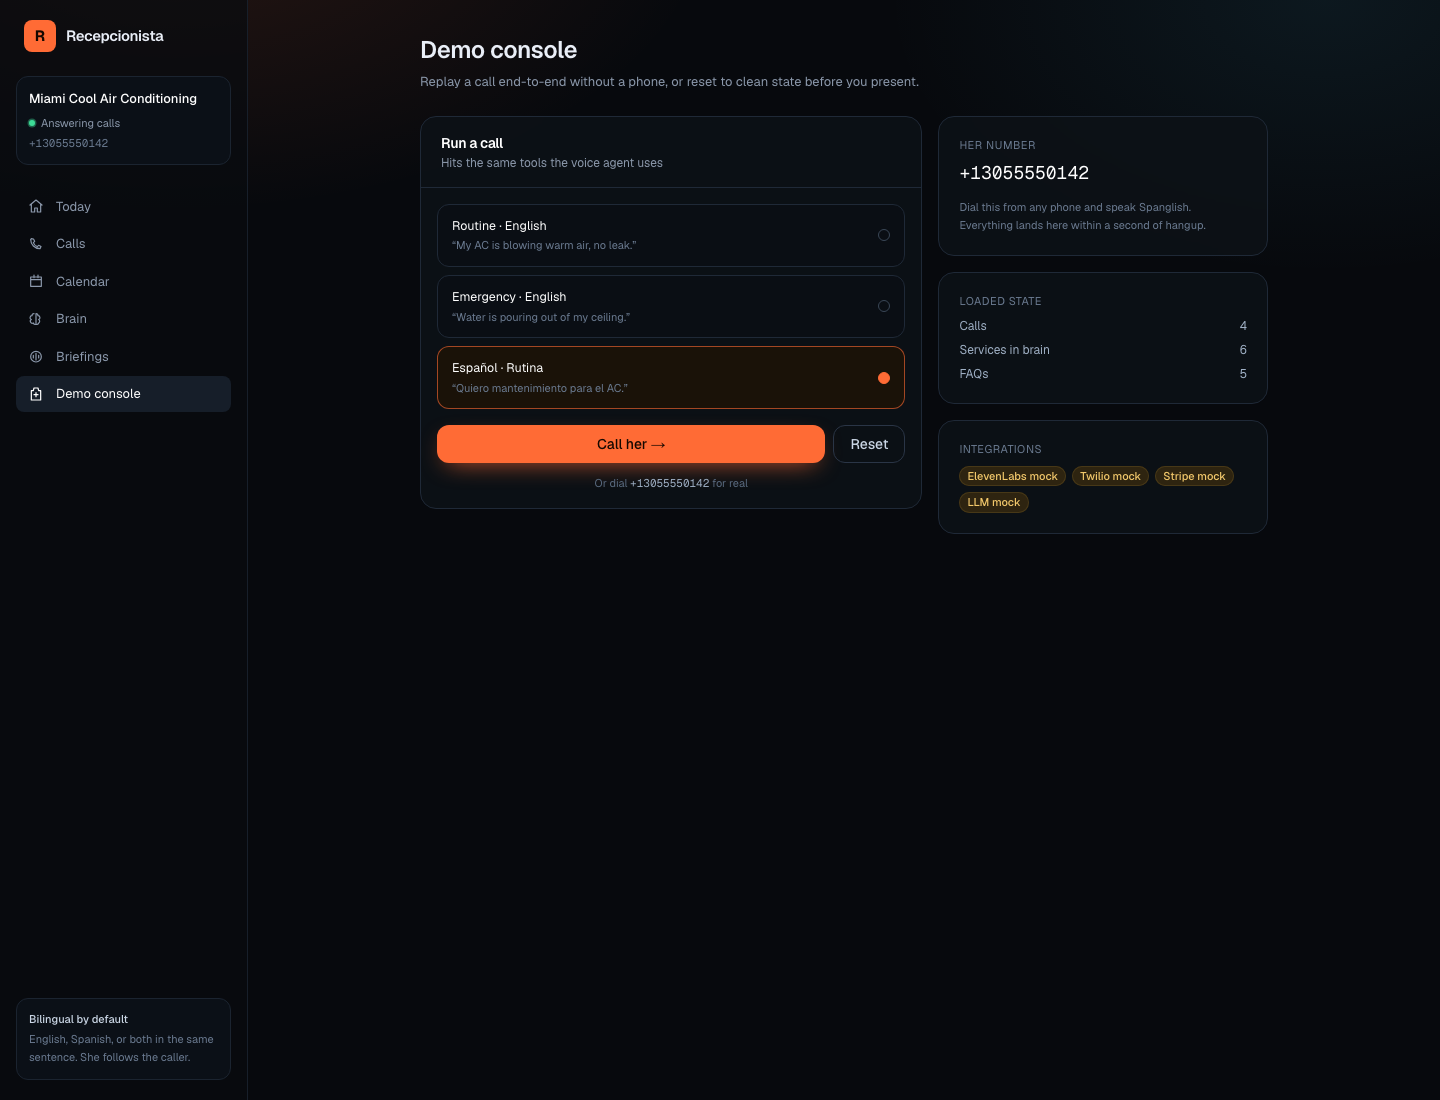 R
Recepcionista
Miami Cool Air Conditioning
Answering calls
+13055550142
Today
Calls
Calendar
Brain
Briefings
Demo console
Bilingual by default
English, Spanish, or both in the same
sentence. She follows the caller.
Demo console
Replay a call end-to-end without a phone, or reset to clean state before you present.
Run a call
Hits the same tools the voice agent uses
Routine · English
“My AC is blowing warm air, no leak.”
Emergency · English
“Water is pouring out of my ceiling.”
Español · Rutina
“Quiero mantenimiento para el AC.”
Call her →
Reset
Or dial +13055550142 for real
HER NUMBER
+13055550142
Dial this from any phone and speak Spanglish.
Everything lands here within a second of hangup.
LOADED STATE
Calls 4
Services in brain 6
FAQs 5
INTEGRATIONS
ElevenLabs mock Twilio mock Stripe mock
LLM mock